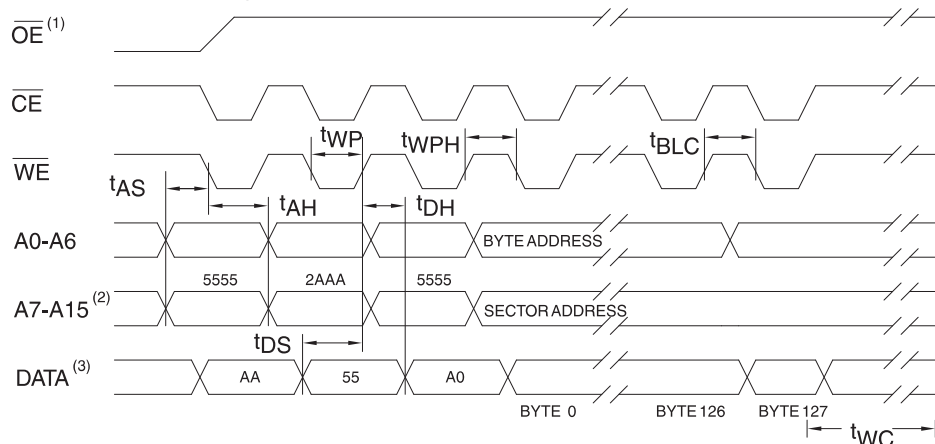 OE (1)
CE
tWP
tWPH
tBLC
WE
tAS
tAH
tDH
A0-A6
BYTE ADDRESS
5555
2AAA
5555
A7-A15 (2)
SECTOR ADDRESS
tDS
DATA (3)
AA
55
A0
BYTE 0
BYTE 126
BYTE 127
tWC